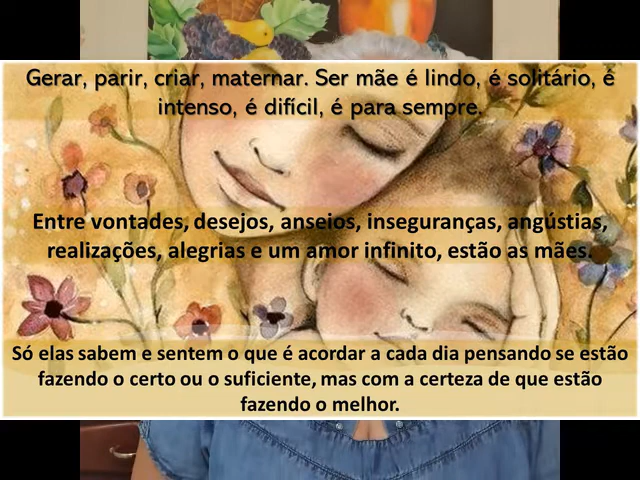 Gerar, parir, criar, maternar. Ser mãe é lindo, é solitário, é
intenso, é difícil, é para sempre.
Entre vontades, desejos, anseios, inseguranças, angústias,
realizações, alegrias e um amor infinito, estão as mães.
Só elas sabem e sentem o que é acordar a cada dia pensando se estão
fazendo o certo ou o suficiente, mas com a certeza de que estão
fazendo o melhor.